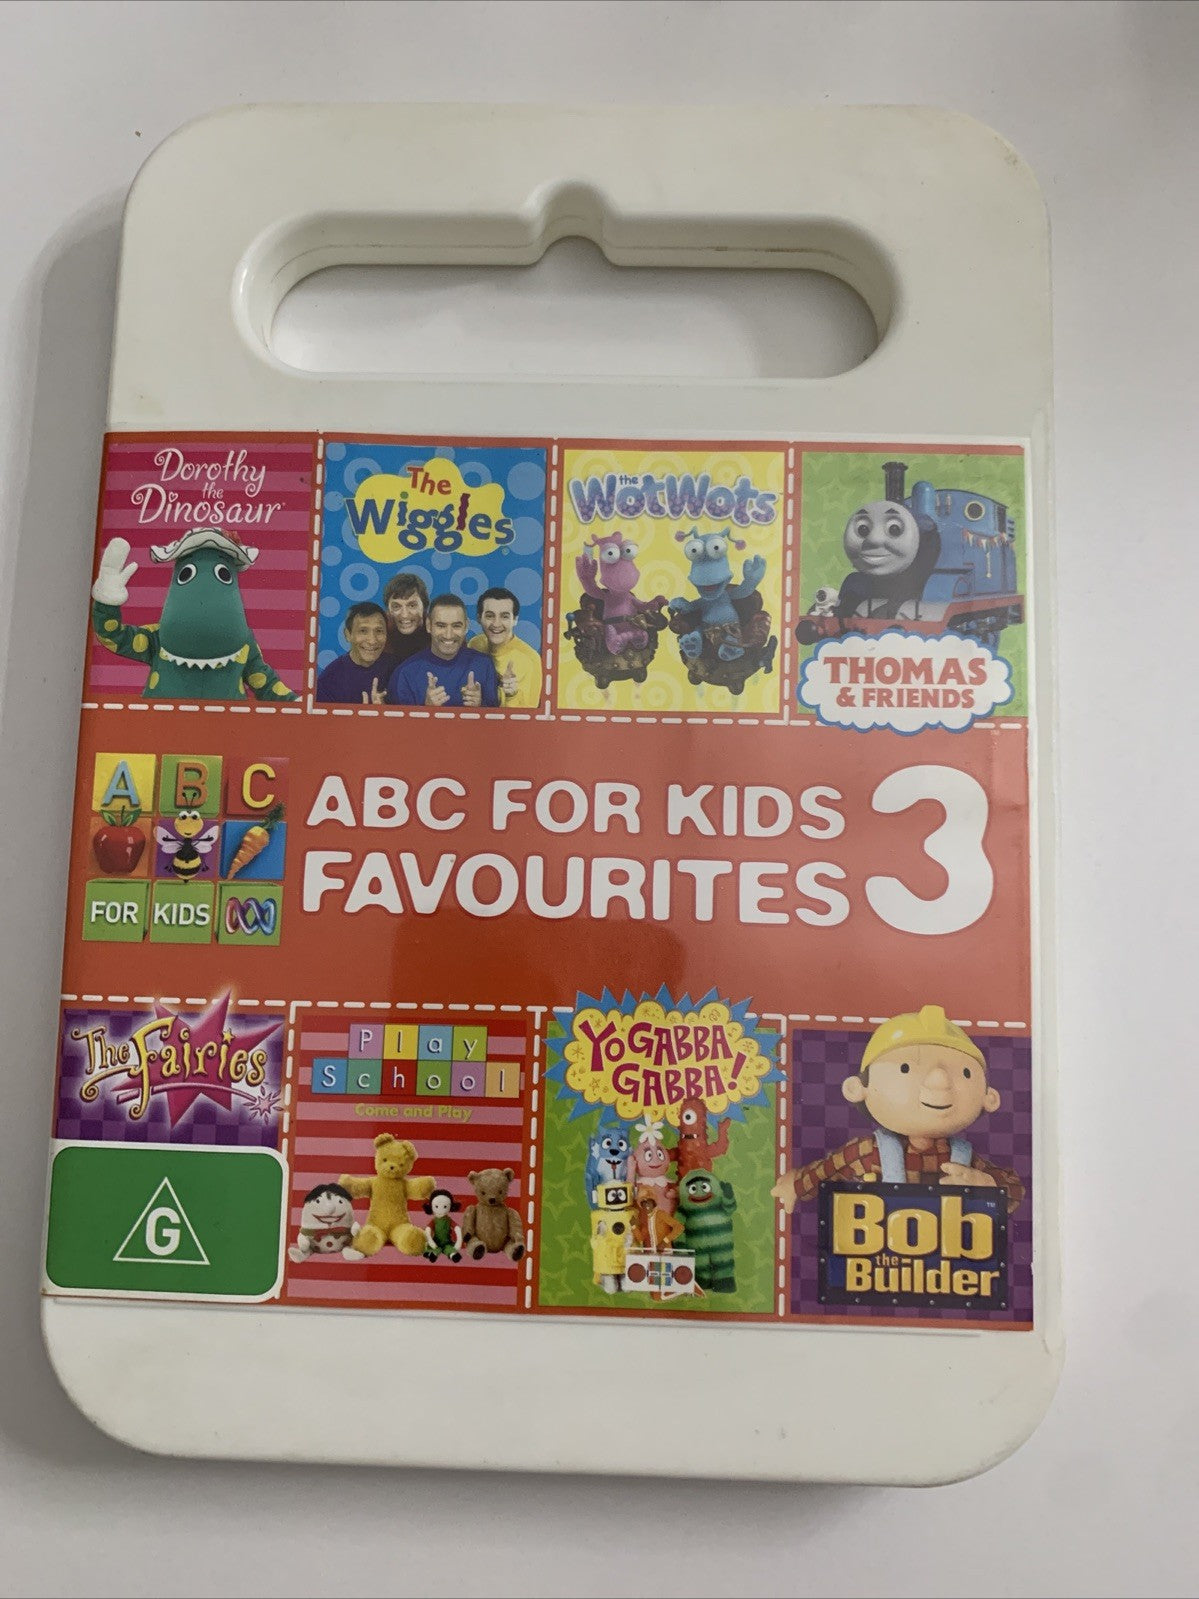 Dorothy
the
Dinosaur
The
Wiggles
the
WotWots
THOMAS
& FRIENDS
A B C
FOR KIDS
ABC FOR KIDS
FAVOURITES 3
The Fairies
Play
School
Come and Play
YO GABBA
GABBA!
Bob
the
Builder
G